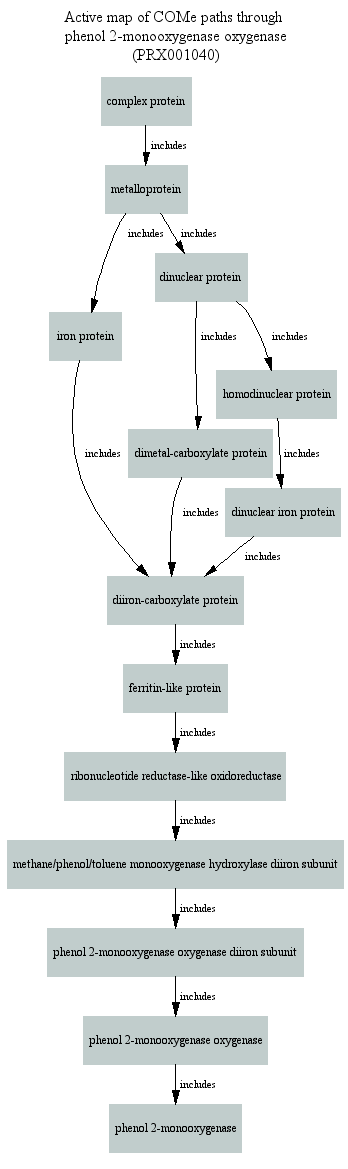 Active map of COMe paths through
phenol 2-monooxygenase oxygenase
(PRX001040)
complex protein
includes
metalloprotein
includes
includes
dinuclear protein
iron protein
includes
includes
homodinuclear protein
includes
dimetal-carboxylate protein
includes
dinuclear iron protein
includes
includes
diiron-carboxylate protein
includes
ferritin-like protein
includes
ribonucleotide reductase-like oxidoreductase
includes
methane/phenol/toluene monooxygenase hydroxylase diiron subunit
includes
phenol 2-monooxygenase oxygenase diiron subunit
includes
phenol 2-monooxygenase oxygenase
includes
phenol 2-monooxygenase